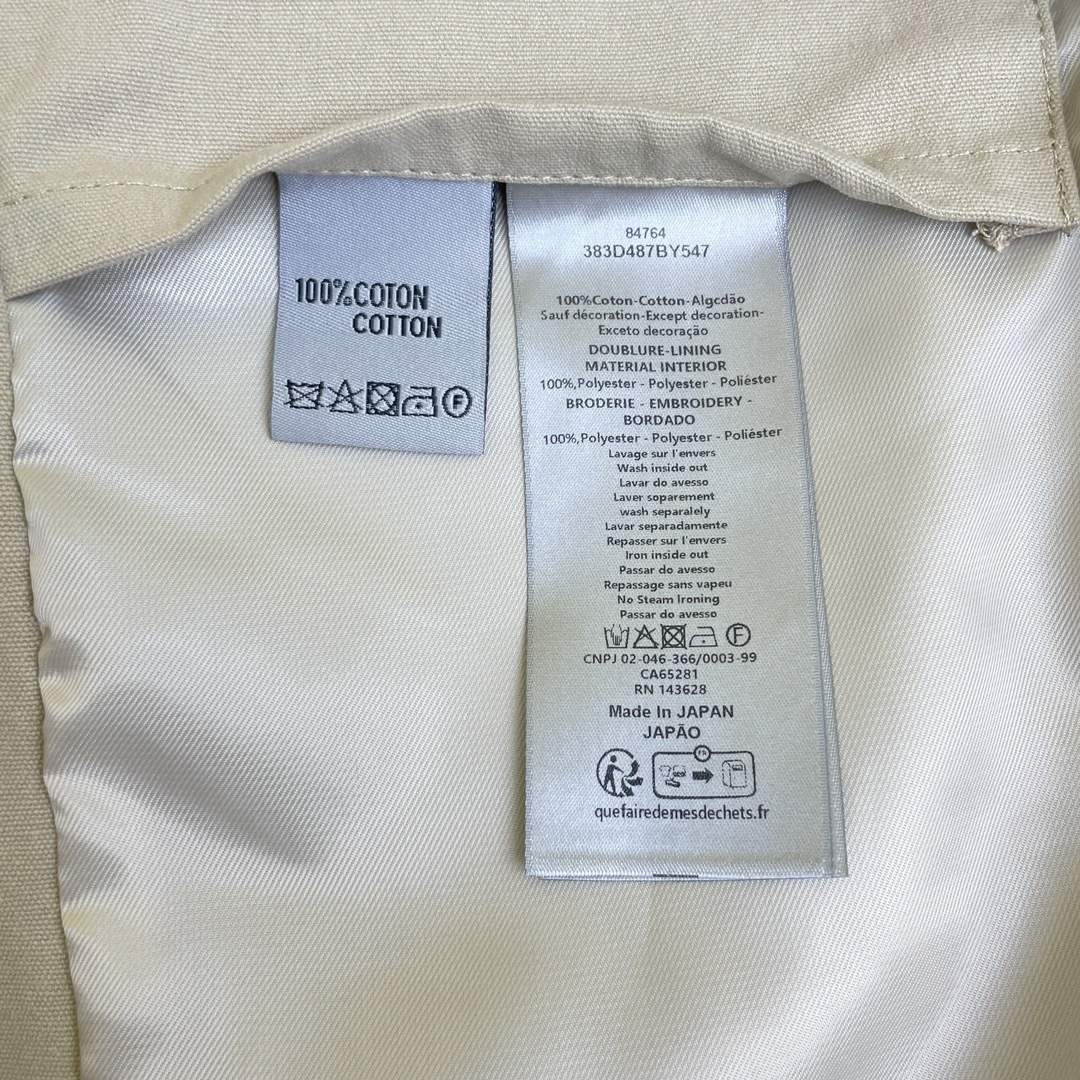 100%COTON
COTTON
F
84764
383D487BY547
100%Coton-Cotton-Algcdão
Sauf décoration-Except decoration-
Exceto decoração
DOUBLURE-LINING
MATERIAL INTERIOR
100%,Polyester - Polyester - Poliéster
BRODERIE - EMBROIDERY -
BORDADO
100%,Polyester - Polyester - Poliéster
Lavage sur l'envers
Wash inside out
Lavar do avesso
Laver soparement
wash separalely
Lavar separadamente
Repasser sur l'envers
Iron inside out
Passar do avesso
Repassage sans vapeu
No Steam Ironing
Passar do avesso
F
CNPJ 02-046-366/0003-99
CA65281
RN 143628
Made In JAPAN
JAPÃO
FR
quefairedemesdechets.fr